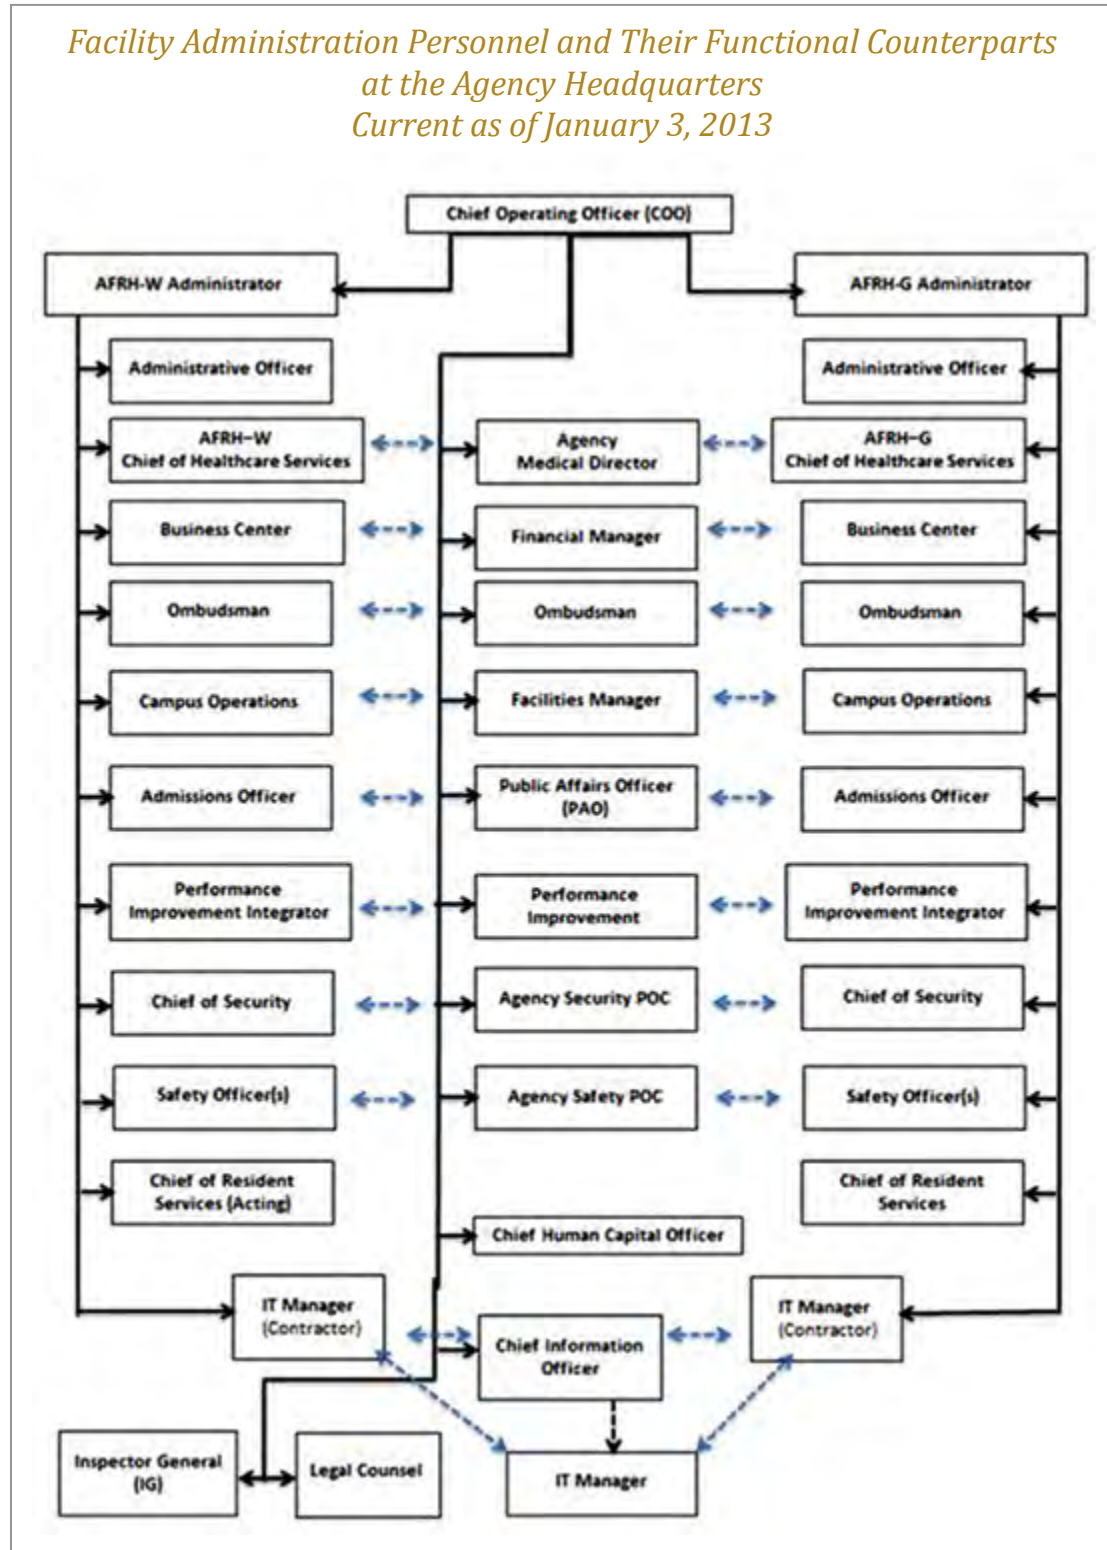 Facility Administration Personnel and Their Functional Counterparts
at the Agency Headquarters
Current as of January 3, 2013
Chief Operating Officer (COO)
AFRH-W Administrator
AFRH-G Administrator
Administrative Officer
Administrative Officer
AFRH–W
Chief of Healthcare Services
Agency
Medical Director
AFRH–G
Chief of Healthcare Services
Business Center
Financial Manager
Business Center
Ombudsman
Ombudsman
Ombudsman
Campus Operations
Facilities Manager
Campus Operations
Admissions Officer
Public Affairs Officer
(PAO)
Admissions Officer
Performance
Improvement Integrator
Performance
Improvement
Performance
Improvement Integrator
Chief of Security
Agency Security POC
Chief of Security
Safety Officer(s)
Agency Safety POC
Safety Officer(s)
Chief of Resident
Services (Acting)
Chief of Resident
Services
Chief Human Capital Officer
IT Manager
(Contractor)
Chief Information
Officer
IT Manager
(Contractor)
Inspector General
(IG)
Legal Counsel
IT Manager